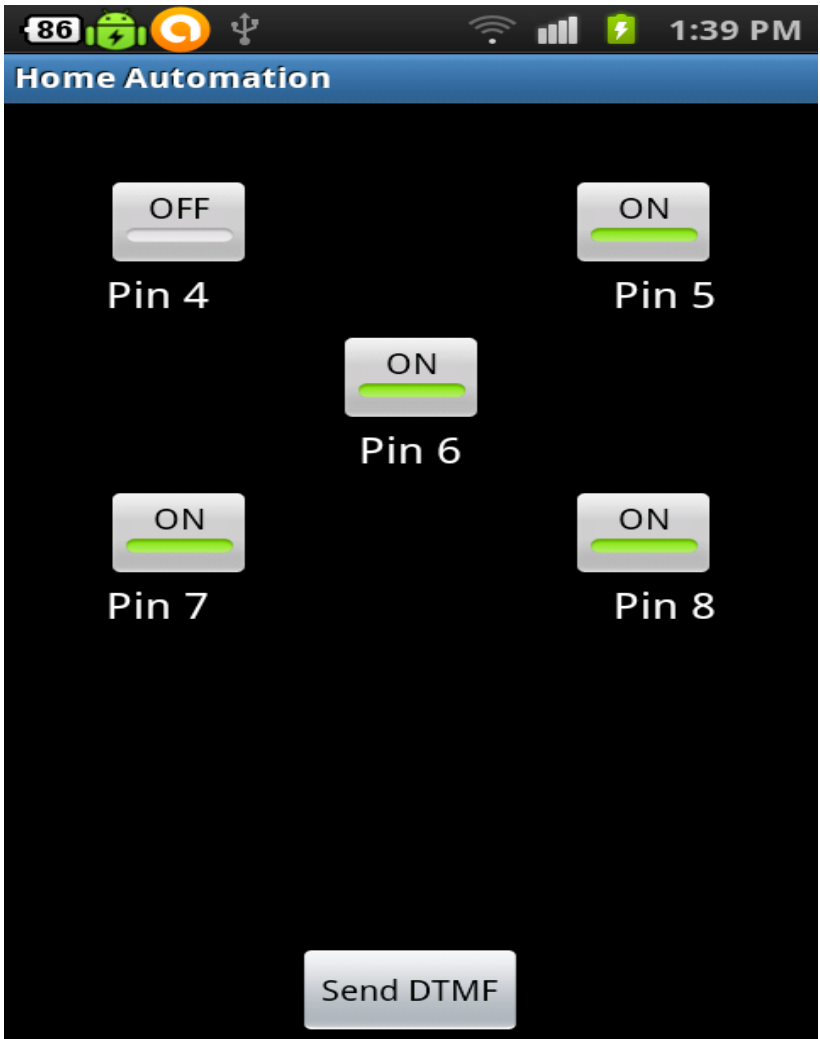 86 1:39 PM
Home Automation
OFF ON
Pin 4 Pin 5
ON
Pin 6
ON ON
Pin 7 Pin 8
Send DTMF